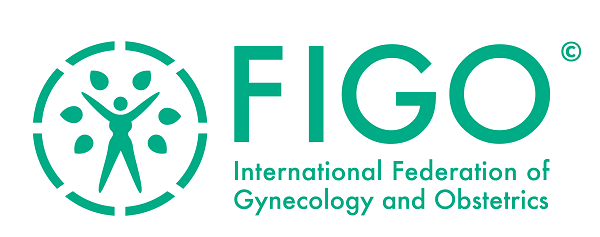 FIGO©
International Federation of
Gynecology and Obstetrics